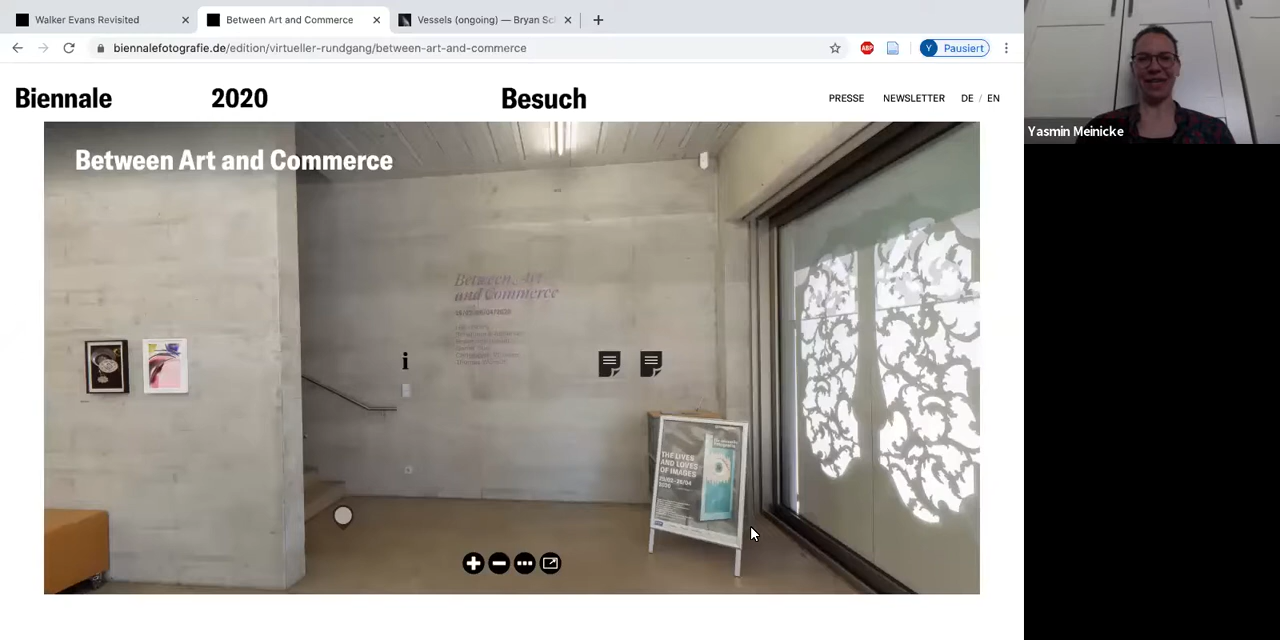 Walker Evans Revisited
Between Art and Commerce
Vessels (ongoing) — Bryan Sc
biennalefotografie.de/edition/virtueller-rundgang/between-art-and-commerce
ABP
Y Pausiert
Biennale 2020 Besuch
PRESSE NEWSLETTER DE / EN
Between Art and Commerce
Yasmin Meinicke
Between Art
and Commerce
i
THE LIVES
AND LOVES
OF IMAGES